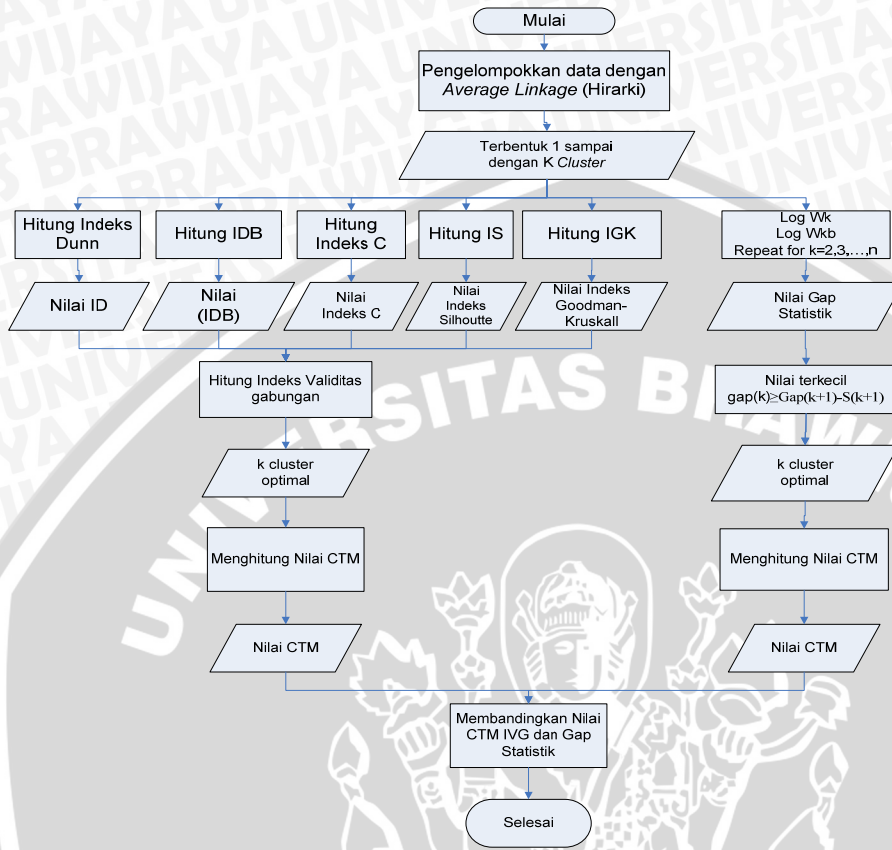 Mulai
Pengelompokkan data dengan
Average Linkage (Hirarki)
Terbentuk 1 sampai
dengan K Cluster
Hitung Indeks
Dunn
Hitung IDB
Hitung
Indeks C
Hitung IS
Hitung IGK
Log Wk
Log Wkb
Repeat for k=2,3,…,n
Nilai ID
Nilai
(IDB)
Nilai
Indeks C
Nilai
Indeks
Silhoutte
Nilai Indeks
Goodman-
Kruskall
Nilai Gap
Statistik
Hitung Indeks Validitas
gabungan
Nilai terkecil
gap(k)≥Gap(k+1)-S(k+1)
k cluster
optimal
k cluster
optimal
Menghitung Nilai CTM
Menghitung Nilai CTM
Nilai CTM
Nilai CTM
Membandingkan Nilai
CTM IVG dan Gap
Statistik
Selesai
UNIVERSITAS BRAW